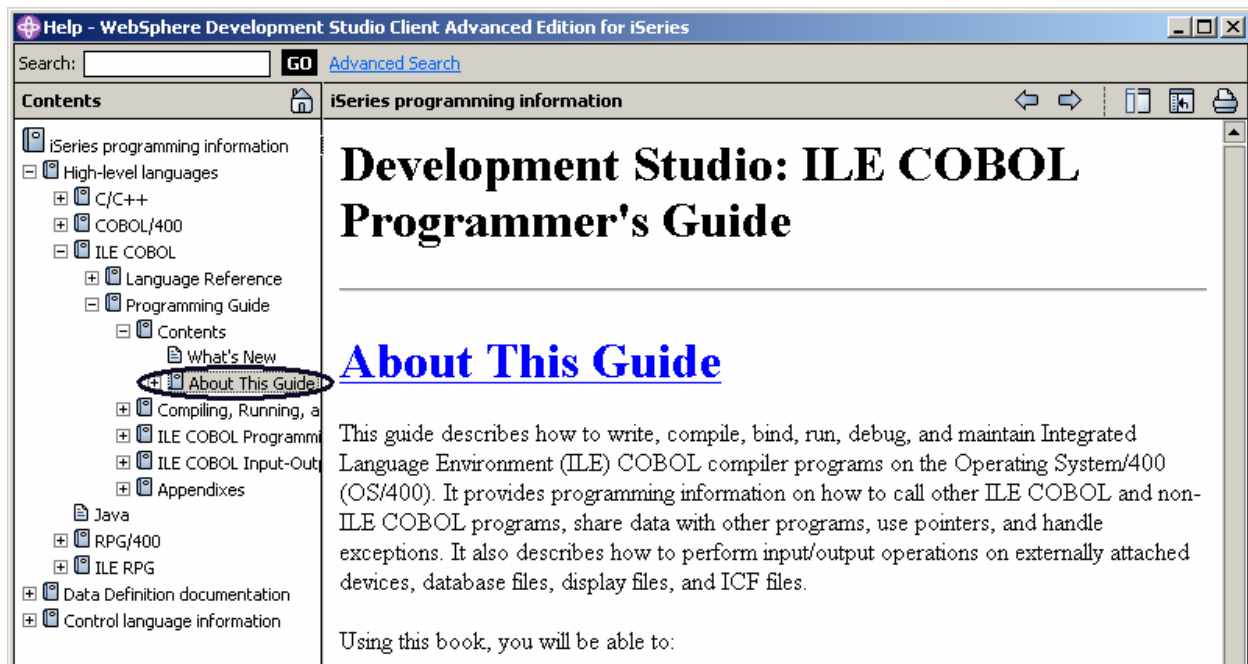 Help - WebSphere Development Studio Client Advanced Edition for iSeries
Search: GO Advanced Search
Contents
iSeries programming information
iSeries programming information
High-level languages
C/C++
COBOL/400
ILE COBOL
Language Reference
Programming Guide
Contents
What's New
About This Guide
Compiling, Running, a
ILE COBOL Programmi
ILE COBOL Input-Out
Appendixes
Java
RPG/400
ILE RPG
Data Definition documentation
Control language information
Development Studio: ILE COBOL
Programmer's Guide
About This Guide
This guide describes how to write, compile, bind, run, debug, and maintain Integrated
Language Environment (ILE) COBOL compiler programs on the Operating System/400
(OS/400). It provides programming information on how to call other ILE COBOL and non-
ILE COBOL programs, share data with other programs, use pointers, and handle
exceptions. It also describes how to perform input/output operations on externally attached
devices, database files, display files, and ICF files.
Using this book, you will be able to: